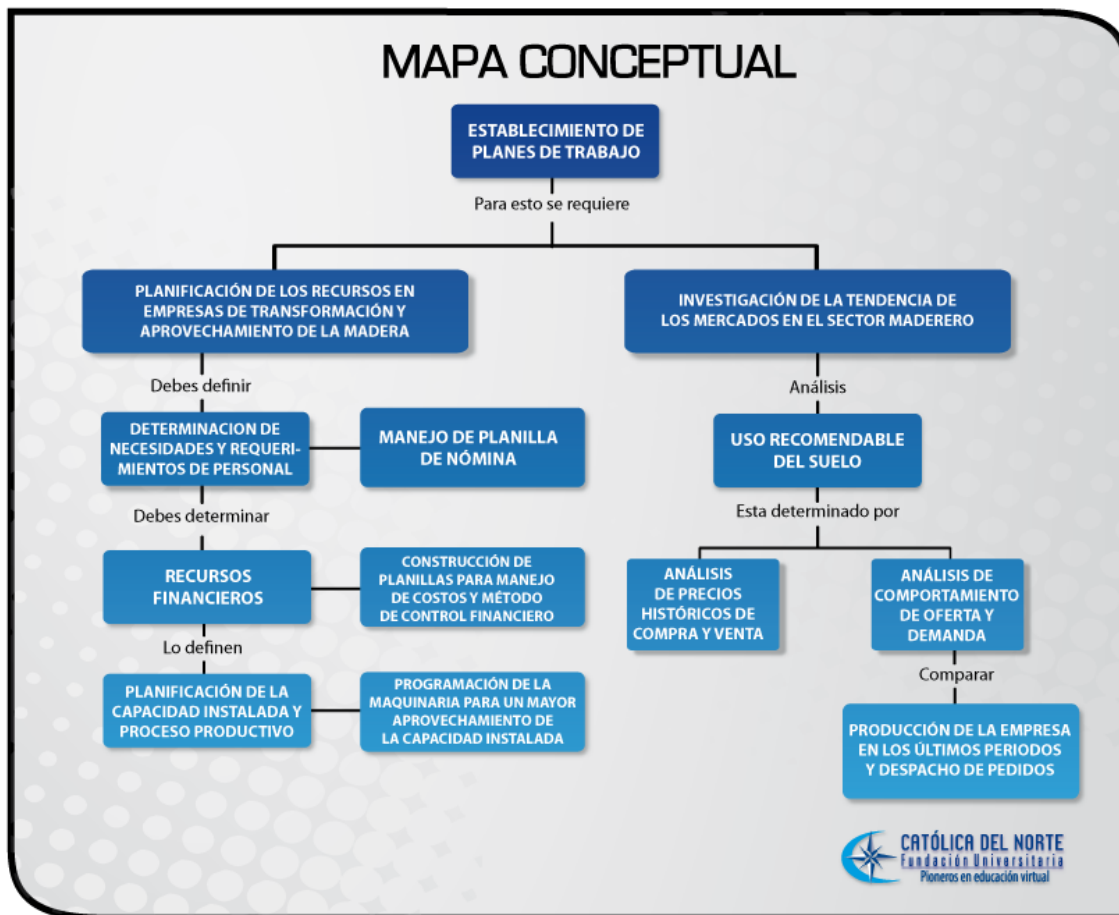 MAPA CONCEPTUAL
ESTABLECIMIENTO DE
PLANES DE TRABAJO
Para esto se requiere
PLANIFICACIÓN DE LOS RECURSOS EN
EMPRESAS DE TRANSFORMACIÓN Y
APROVECHAMIENTO DE LA MADERA
Debes definir
DETERMINACION DE
NECESIDADES Y REQUERI-
MIENTOS DE PERSONAL
MANEJO DE PLANILLA
DE NÓMINA
Debes determinar
RECURSOS
FINANCIEROS
CONSTRUCCIÓN DE
PLANILLAS PARA MANEJO
DE COSTOS Y MÉTODO
DE CONTROL FINANCIERO
Lo definen
PLANIFICACIÓN DE LA
CAPACIDAD INSTALADA Y
PROCESO PRODUCTIVO
PROGRAMACIÓN DE LA
MAQUINARIA PARA UN MAYOR
APROVECHAMIENTO DE
LA CAPACIDAD INSTALADA
INVESTIGACIÓN DE LA TENDENCIA DE
LOS MERCADOS EN EL SECTOR MADERERO
Análisis
USO RECOMENDABLE
DEL SUELO
Esta determinado por
ANÁLISIS
DE PRECIOS
HISTÓRICOS DE
COMPRA Y VENTA
ANÁLISIS DE
COMPORTAMIENTO
DE OFERTA Y
DEMANDA
Comparar
PRODUCCIÓN DE LA EMPRESA
EN LOS ÚLTIMOS PERIODOS
Y DESPACHO DE PEDIDOS
CATÓLICA DEL NORTE
Fundación Universitaria
Pioneros en educación virtual